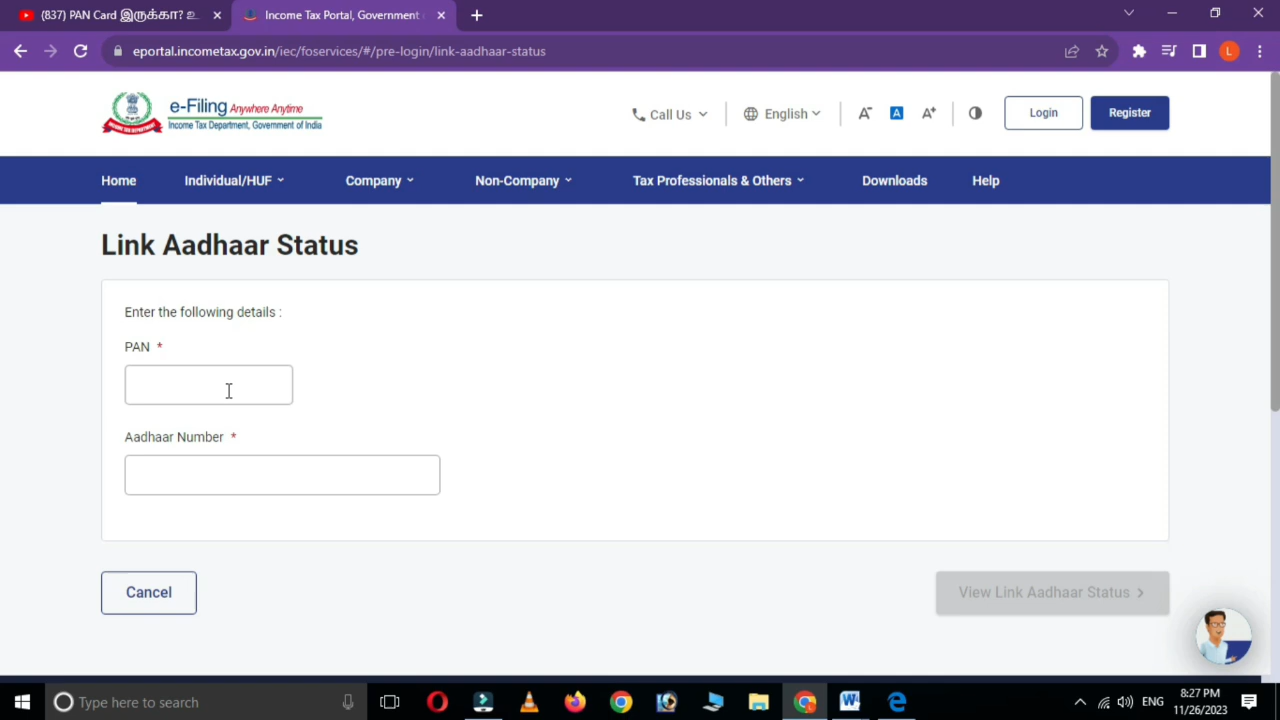 (837) PAN Card இருக்கா? உ
Income Tax Portal, Government
eportal.incometax.gov.in/iec/foservices/#/pre-login/link-aadhaar-status
L
e-Filing Anywhere Anytime
Income Tax Department, Government of India
Call Us
English
A-
A
A+
Login
Register
Home
Individual/HUF
Company
Non-Company
Tax Professionals & Others
Downloads
Help
Link Aadhaar Status
Enter the following details :
PAN *
Aadhaar Number *
Cancel
View Link Aadhaar Status
Type here to search
ENG
8:27 PM
11/26/2023